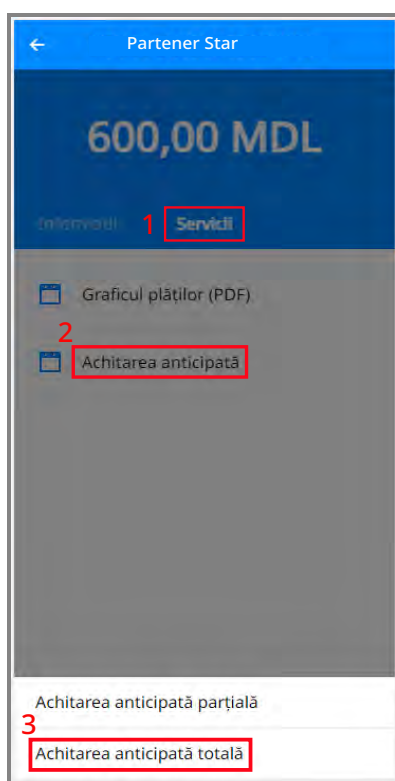 Partener Star
600,00 MDL
1 Servicii
Graficul plăților (PDF)
2
Achitarea anticipată
Achitarea anticipată parțială
3
Achitarea anticipată totală